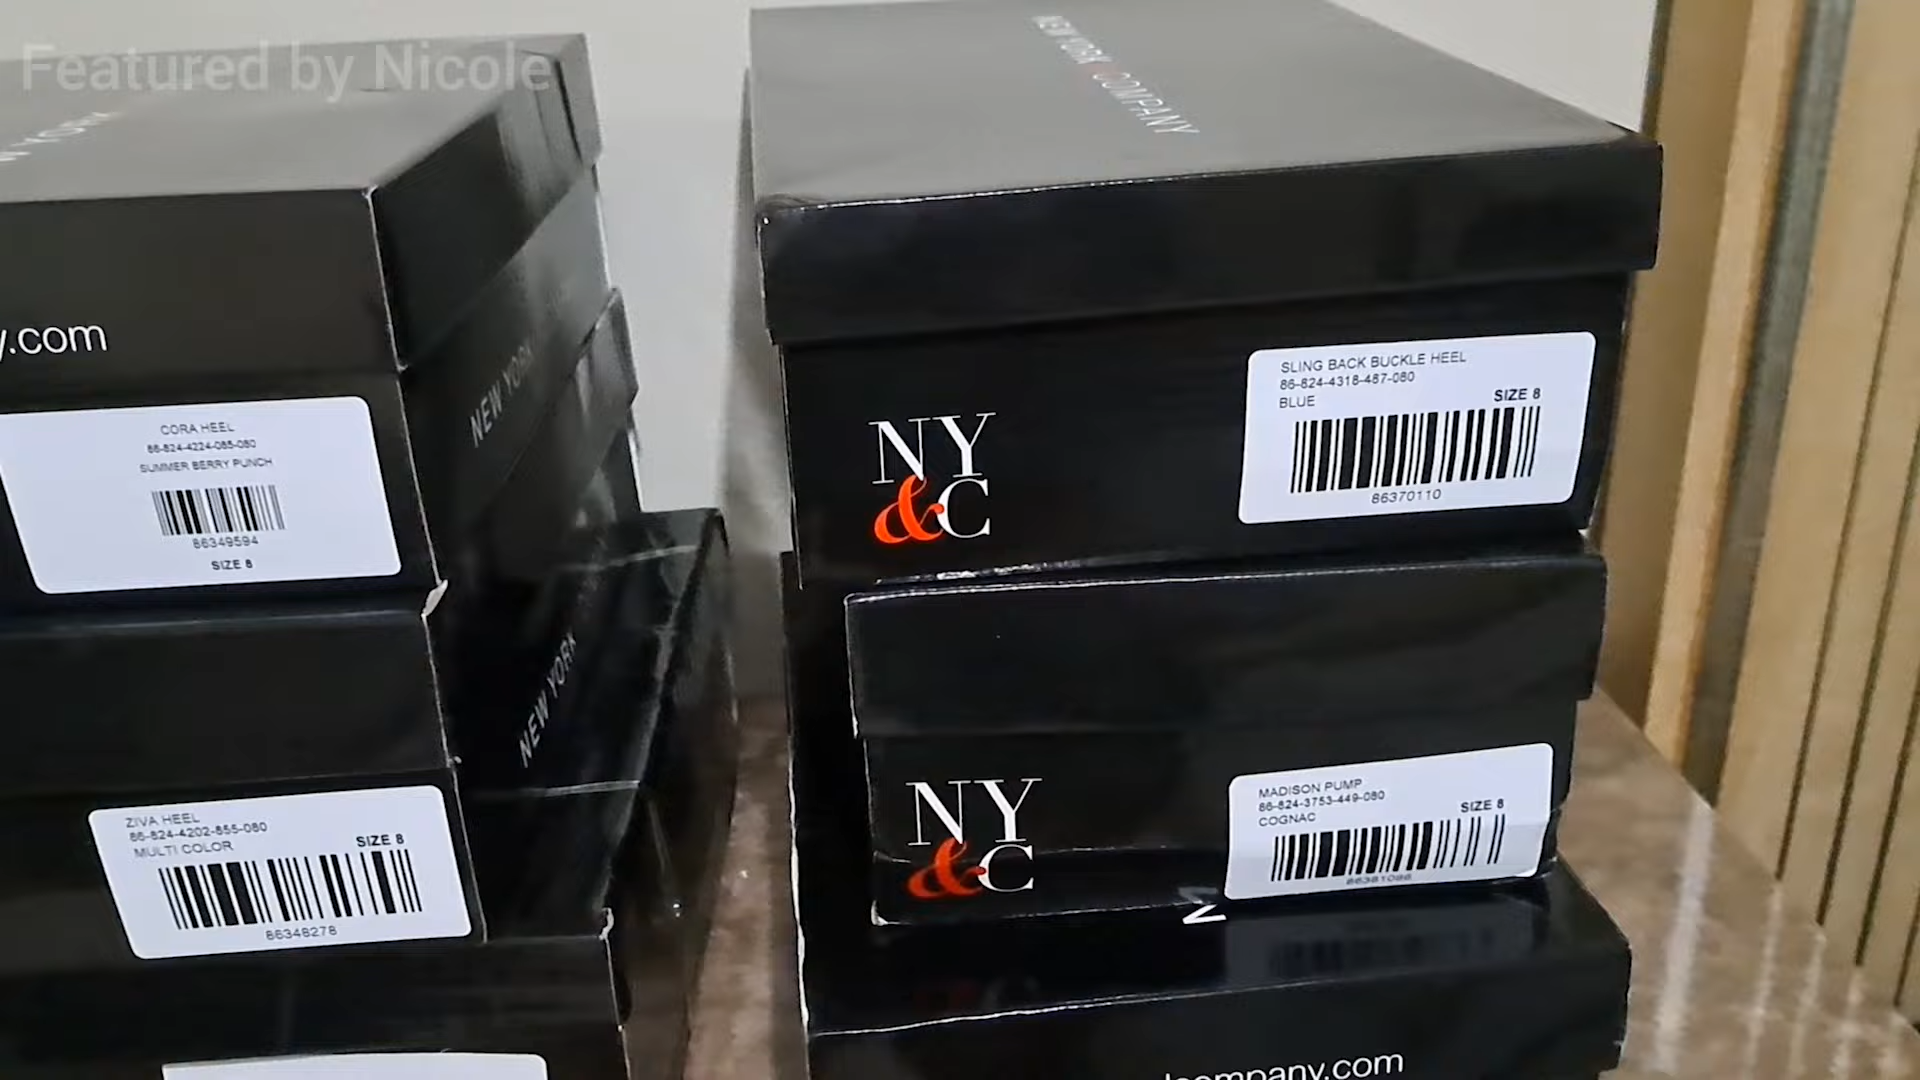 Featured by Nicole
W YORK
y.com
CORA HEEL
86-824-4224-085-080
SUMMER BERRY PUNCH
86349594
SIZE 8
NEW YORK
ZIVA HEEL
86-824-4202-855-080
MULTI COLOR
SIZE 8
86348278
NEW YORK
NEW YORK & COMPANY
NY
&C
SLING BACK BUCKLE HEEL
86-824-4318-487-080
BLUE
SIZE 8
86370110
NY
&C
MADISON PUMP
86-824-3753-449-080
COGNAC
SIZE 8
86381086
company.com